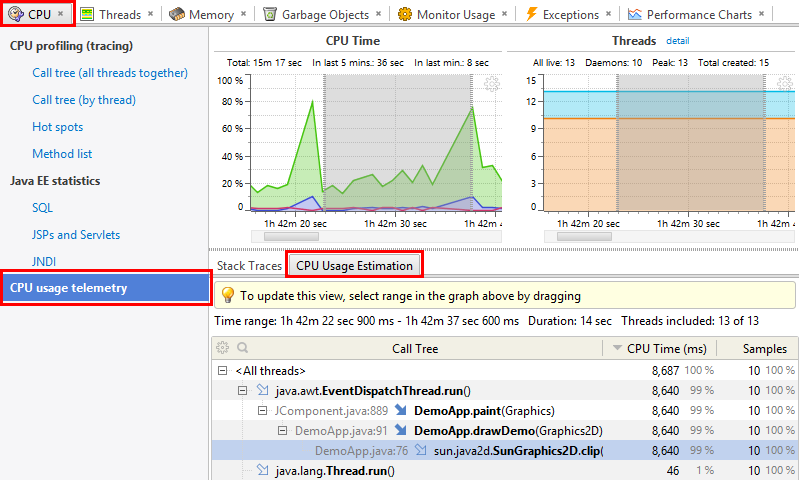 CPU × Threads × Memory × Garbage Objects × Monitor Usage × Exceptions × Performance Charts ×
CPU profiling (tracing)
Call tree (all threads together)
Call tree (by thread)
Hot spots
Method list
Java EE statistics
SQL
JSPs and Servlets
JNDI
CPU usage telemetry
CPU Time
Total: 15m 17 sec In last 5 mins.: 36 sec In last min.: 8 sec
100 %
80 %
60 %
40 %
20 %
0
1h 42m 20 sec 1h 42m 30 sec 1h 42m 40 sec
Threads detail
All live: 13 Daemons: 10 Peak: 13 Total created: 15
15
12
9
6
3
0
1h 42m 20 sec 1h 42m 30 sec 1h 42m 40 sec
Stack Traces CPU Usage Estimation
To update this view, select range in the graph above by dragging
Time range: 1h 42m 22 sec 900 ms - 1h 42m 37 sec 600 ms Duration: 14 sec Threads included: 13 of 13
Call Tree CPU Time (ms) Samples
<All threads> 8,687 100 % 10 100 %
java.awt.EventDispatchThread.run() 8,640 99 % 10 100 %
JComponent.java:889 DemoApp.paint(Graphics) 8,640 99 % 10 100 %
DemoApp.java:91 DemoApp.drawDemo(Graphics2D) 8,640 99 % 10 100 %
DemoApp.java:76 sun.java2d.SunGraphics2D.clip( 8,640 99 % 10 100 %
java.lang.Thread.run() 46 1 % 10 100 %